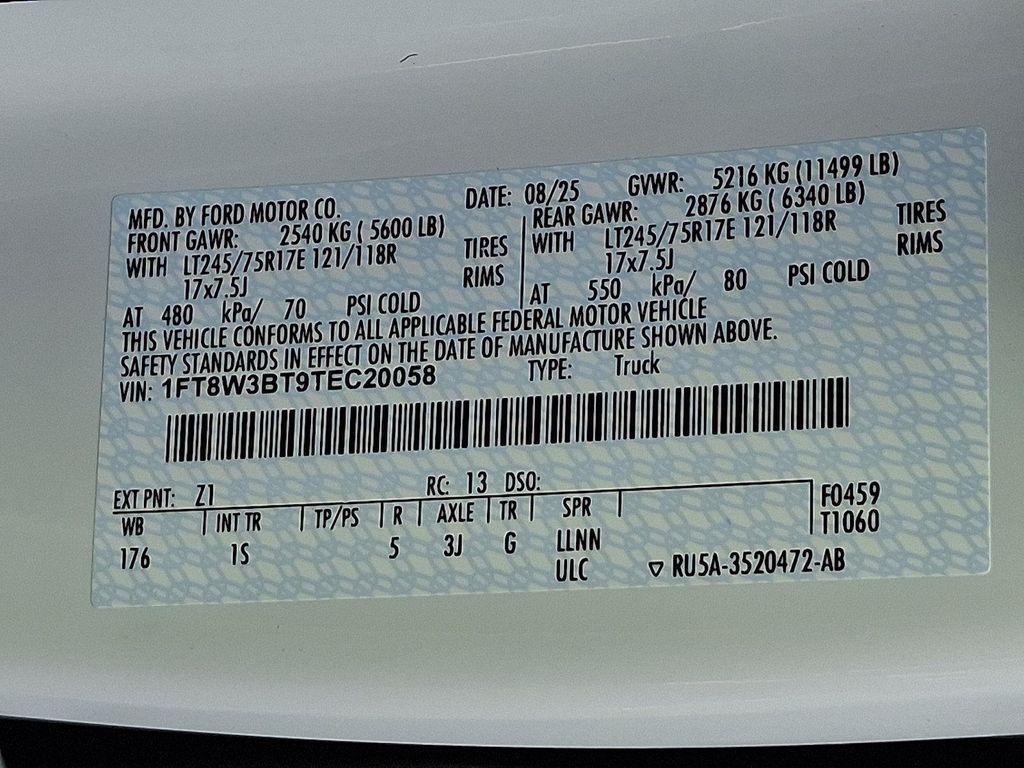 MFD. BY FORD MOTOR CO. DATE: 08/25 GVWR: 5216 KG (11499 LB)
FRONT GAWR: 2540 KG ( 5600 LB) REAR GAWR: 2876 KG ( 6340 LB)
WITH LT245/75R17E 121/118R TIRES WITH LT245/75R17E 121/118R TIRES
17x7.5J RIMS 17x7.5J RIMS
AT 480 kPa/ 70 PSI COLD AT 550 kPa/ 80 PSI COLD
THIS VEHICLE CONFORMS TO ALL APPLICABLE FEDERAL MOTOR VEHICLE
SAFETY STANDARDS IN EFFECT ON THE DATE OF MANUFACTURE SHOWN ABOVE.
VIN: 1FT8W3BT9TEC20058 TYPE: Truck
EXT PNT: Z1 RC: 13 DSO:
WB INT TR TP/PS R AXLE TR SPR F0459
176 1S 5 3J G LLNN T1060
ULC ▽ RU5A-3520472-AB